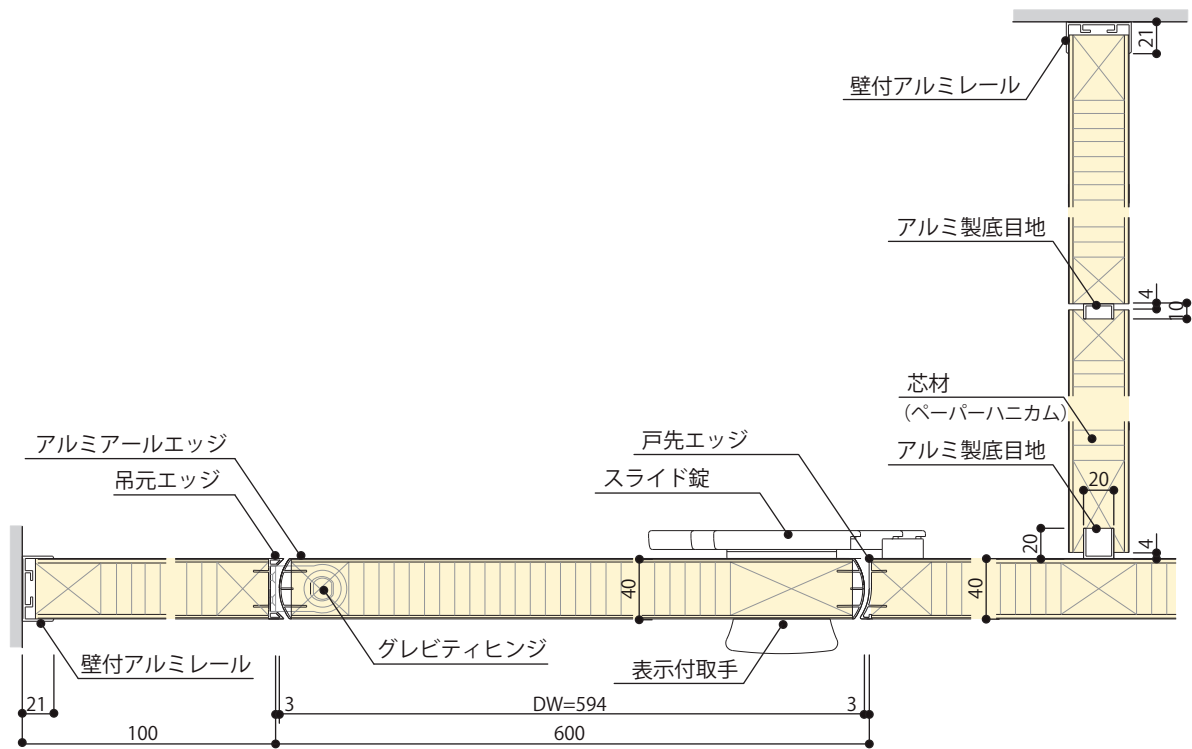 21
壁付アルミレール
アルミ製底目地
4
10
芯材
（ペーパーハニカム）
アルミ製底目地
20
20
4
アルミアールエッジ
吊元エッジ
戸先エッジ
スライド錠
40
40
グレビティヒンジ
表示付取手
壁付アルミレール
21
3
DW=594
3
100
600